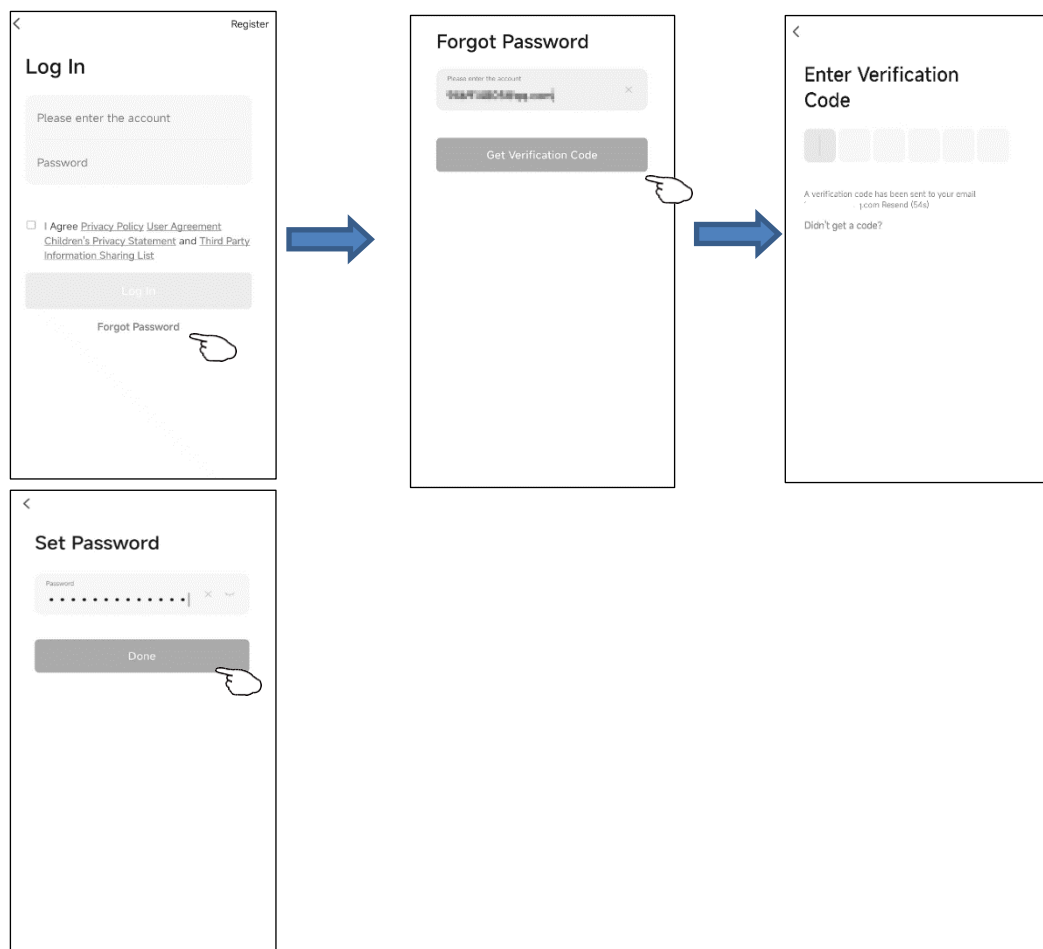 Register
Log In
Please enter the account
Password
I Agree Privacy Policy User Agreement
Children's Privacy Statement and Third Party
Information Sharing List
Log In
Forgot Password
Forgot Password
Please enter the account
Get Verification Code
Enter Verification
Code
A verification code has been sent to your email
.com Resend (54s)
Didn't get a code?
Set Password
Password
Done